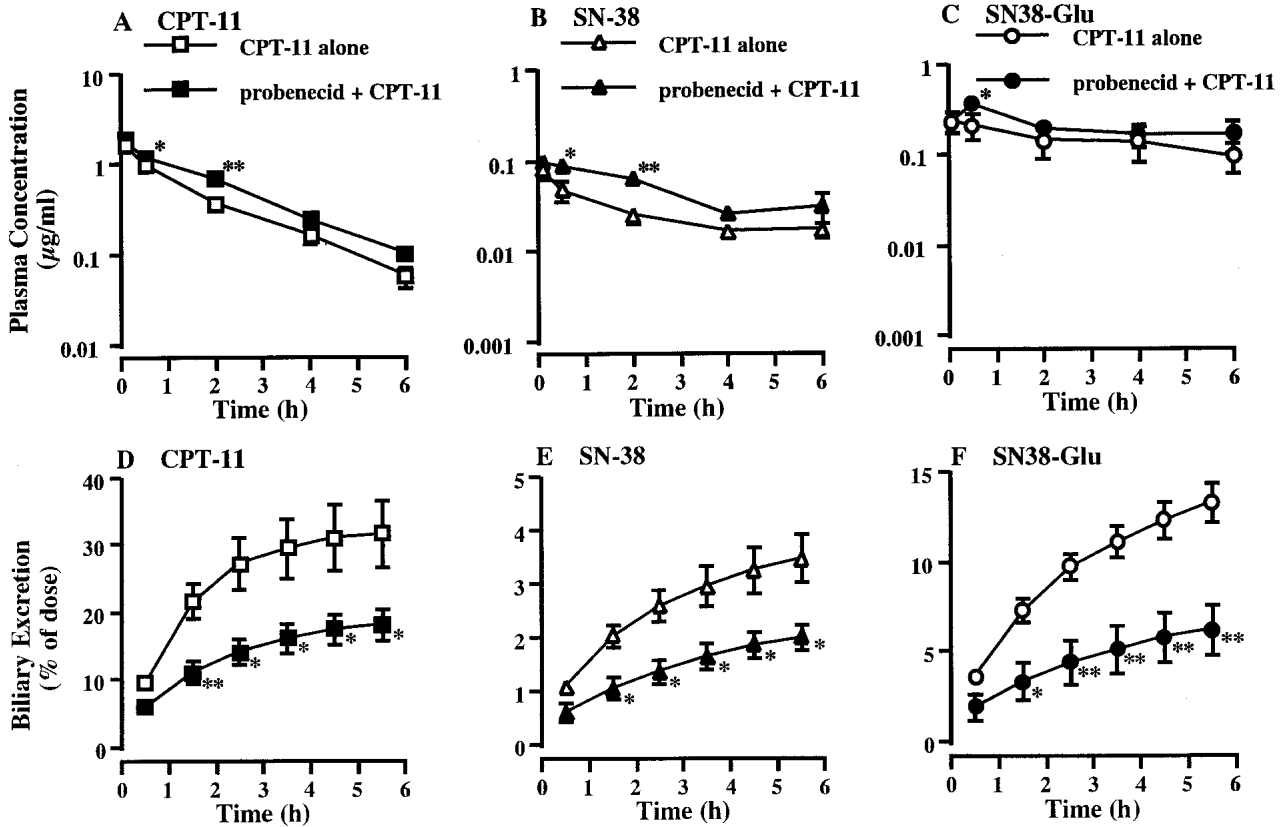 A CPT-11
CPT-11 alone
probenecid + CPT-11
Plasma Concentration
(µg/ml)
10
1
0.1
0.01
*
**
0 1 2 3 4 5 6
Time (h)
B SN-38
CPT-11 alone
probenecid + CPT-11
1
0.1
0.01
0.001
*
**
0 1 2 3 4 5 6
Time (h)
C SN38-Glu
CPT-11 alone
probenecid + CPT-11
1
0.1
0.01
0.001
*
0 1 2 3 4 5 6
Time (h)
D CPT-11
Biliary Excretion
(% of dose)
40
30
20
10
0
**
*
*
*
*
0 1 2 3 4 5 6
Time (h)
E SN-38
5
4
3
2
1
0
*
*
*
*
*
0 1 2 3 4 5 6
Time (h)
F SN38-Glu
15
10
5
0
*
**
**
**
**
0 1 2 3 4 5 6
Time (h)